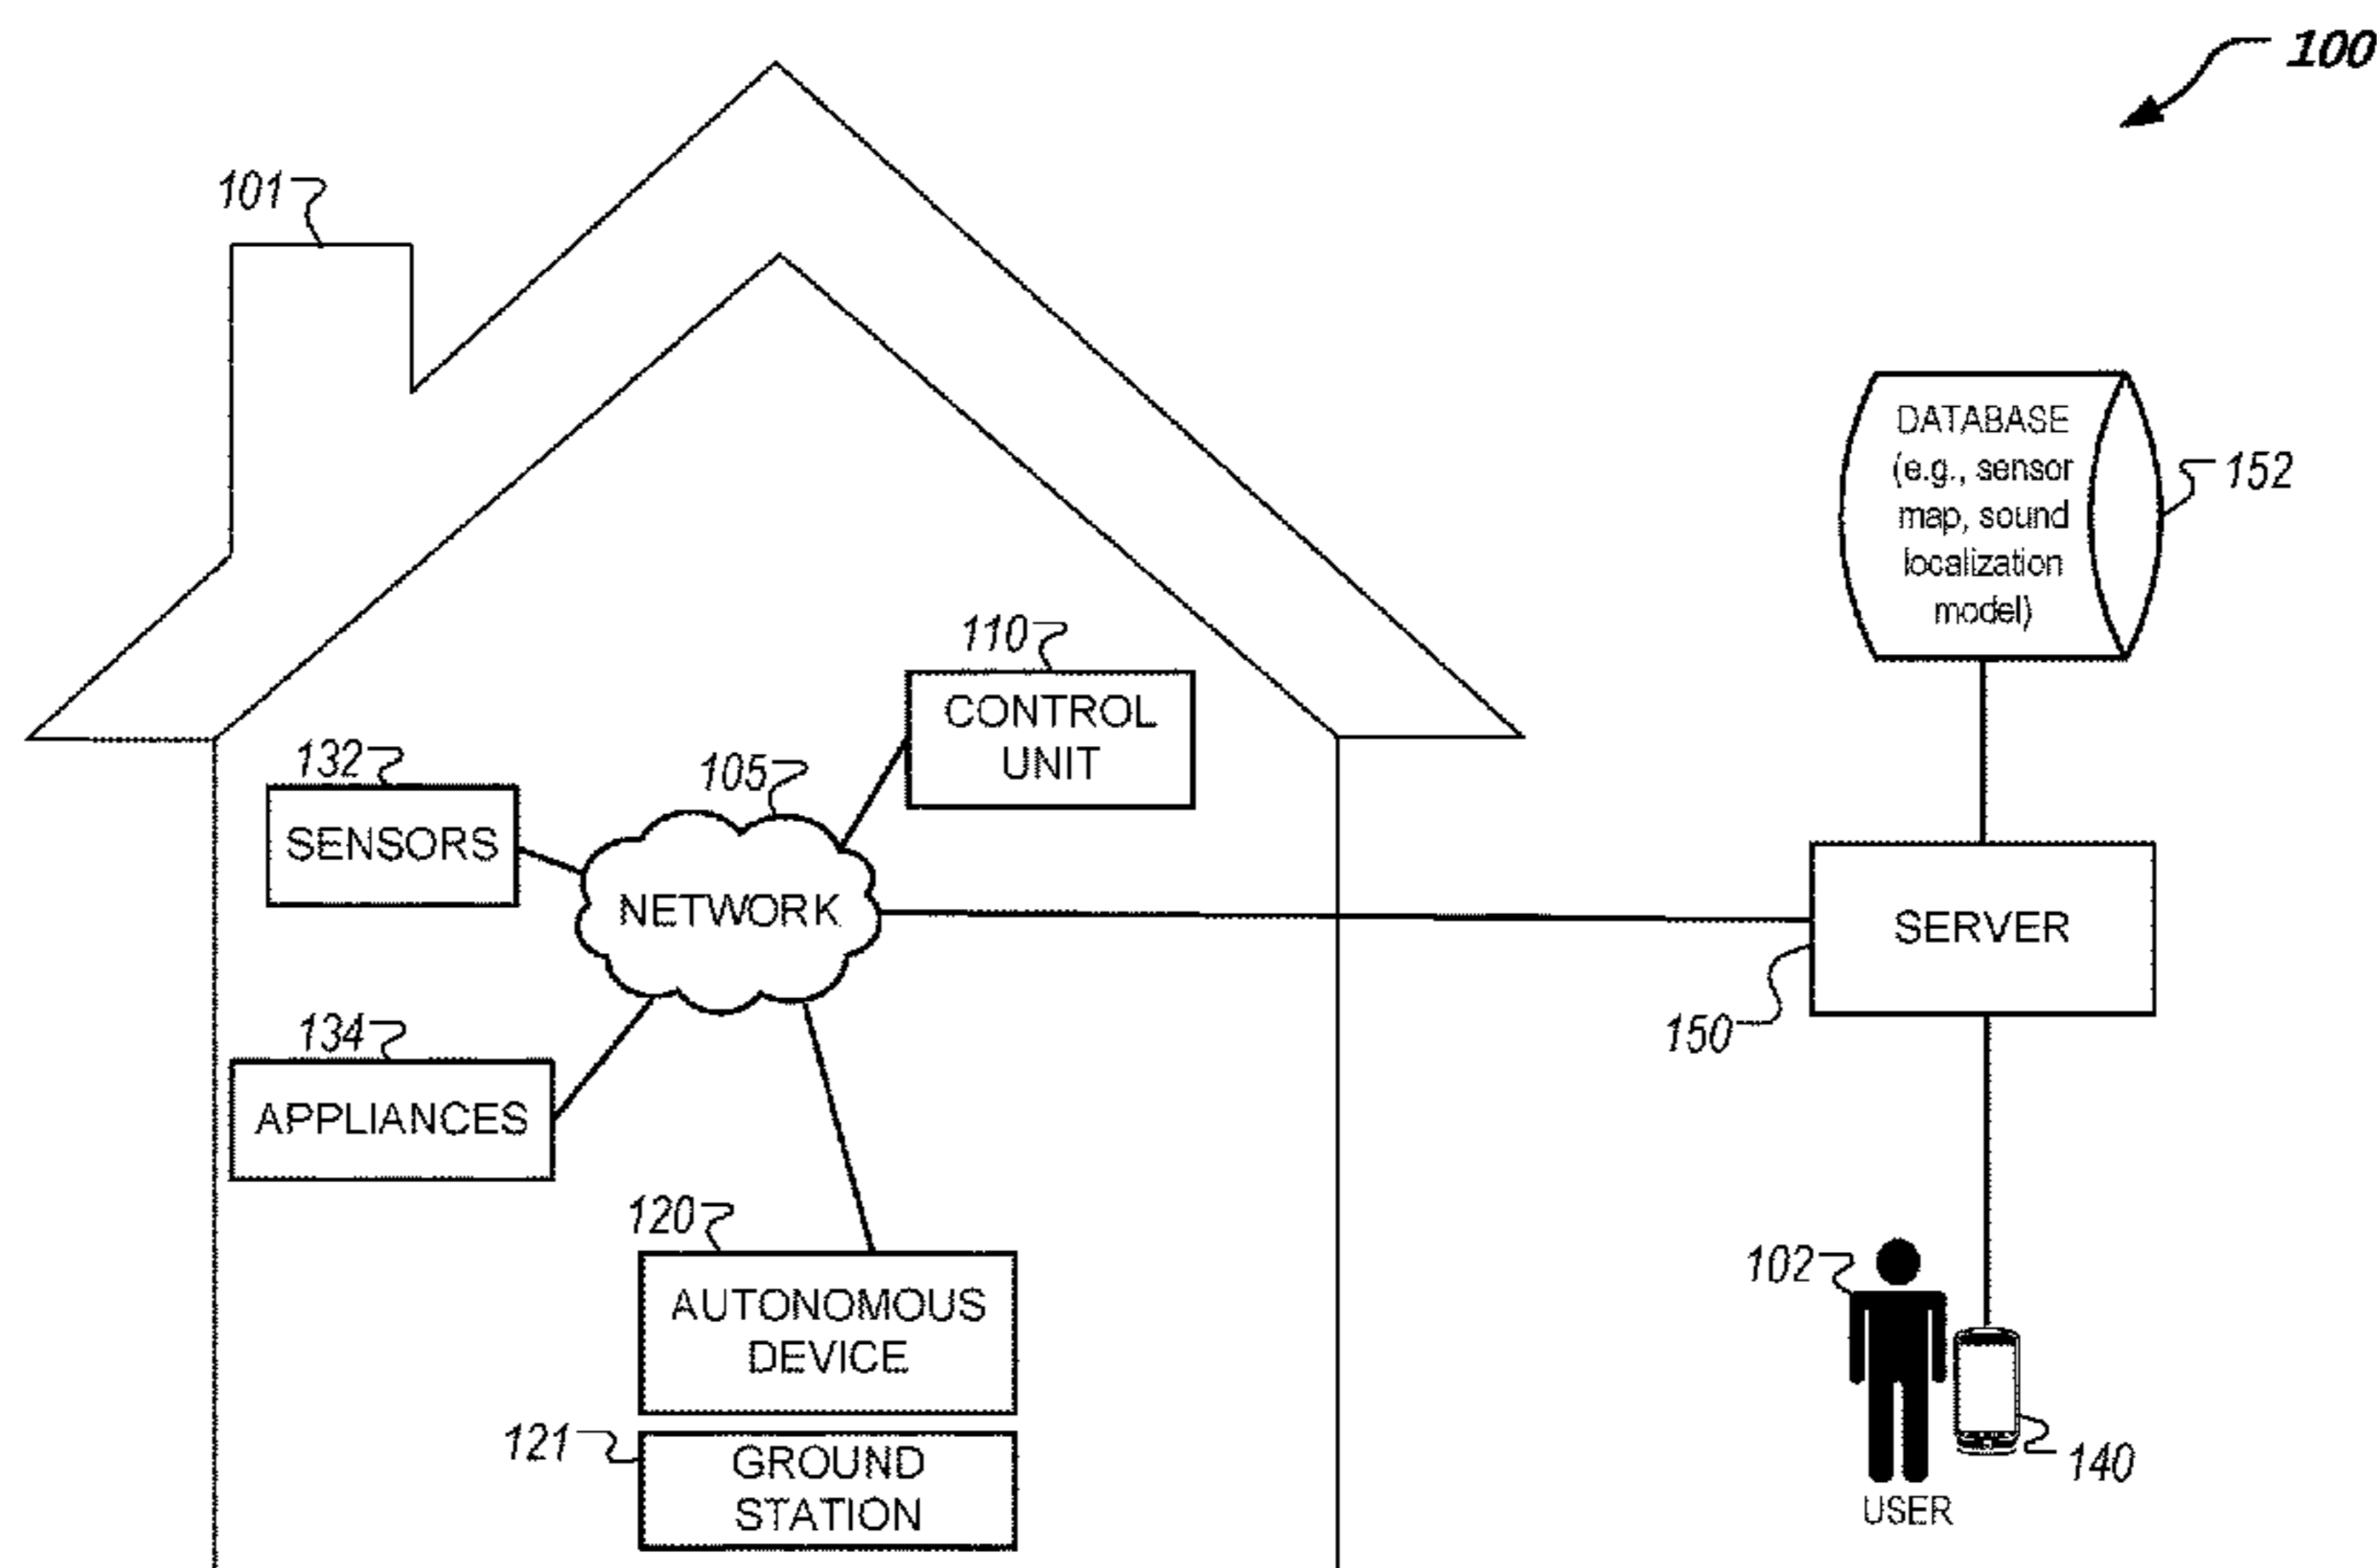 100
101
DATABASE
(e.g., sensor
map, sound
localization
model)
152
110
CONTROL
UNIT
132
SENSORS
105
NETWORK
SERVER
150
134
APPLIANCES
120
AUTONOMOUS
DEVICE
121
GROUND
STATION
102
140
USER